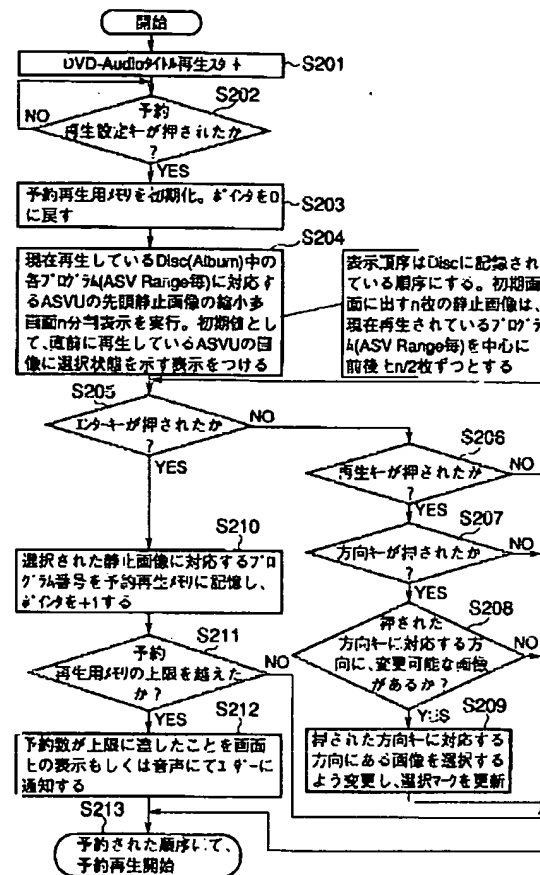 開始
DVD-Audioタイトル再生スタート
S201
S202
予約
再生設定キーが押されたか
?
NO
YES
予約再生用メモリを初期化。ポインタを0
に戻す
S203
S204
現在再生しているDisc(Album)中の
各プログラム(ASV Range毎)に対応す
るASVUの先頭静止画像の縮小多
画面n分割表示を実行。初期値とし
て、直前に再生しているASVUの画
像に選択状態を示す表示をつける
表示順序はDiscに記録され
ている順序にする。初期画
面に出すn枚の静止画像は、
現在再生されているプログラ
ム(ASV Range毎)を中心に
前後にn/2枚ずつとする
S205
エンターキーが押されたか
?
NO
YES
S206
再生キーが押されたか
?
NO
YES
S207
方向キーが押されたか
?
NO
YES
S208
押された
方向キーに対応する方
向に、変更可能な画像
があるか?
NO
YES
S209
押された方向キーに対応する
方向にある画像を選択する
よう変更し、選択マークを更新
S210
選択された静止画像に対応するプロ
グラム番号を予約再生メモリに記憶し、
ポインタを+1する
S211
予約
再生用メモリの上限を越えた
か?
NO
YES
S212
予約数が上限に達したことを画面
上の表示もしくは音声にてユーザーに
通知する
S213
予約された順序にて、
予約再生開始